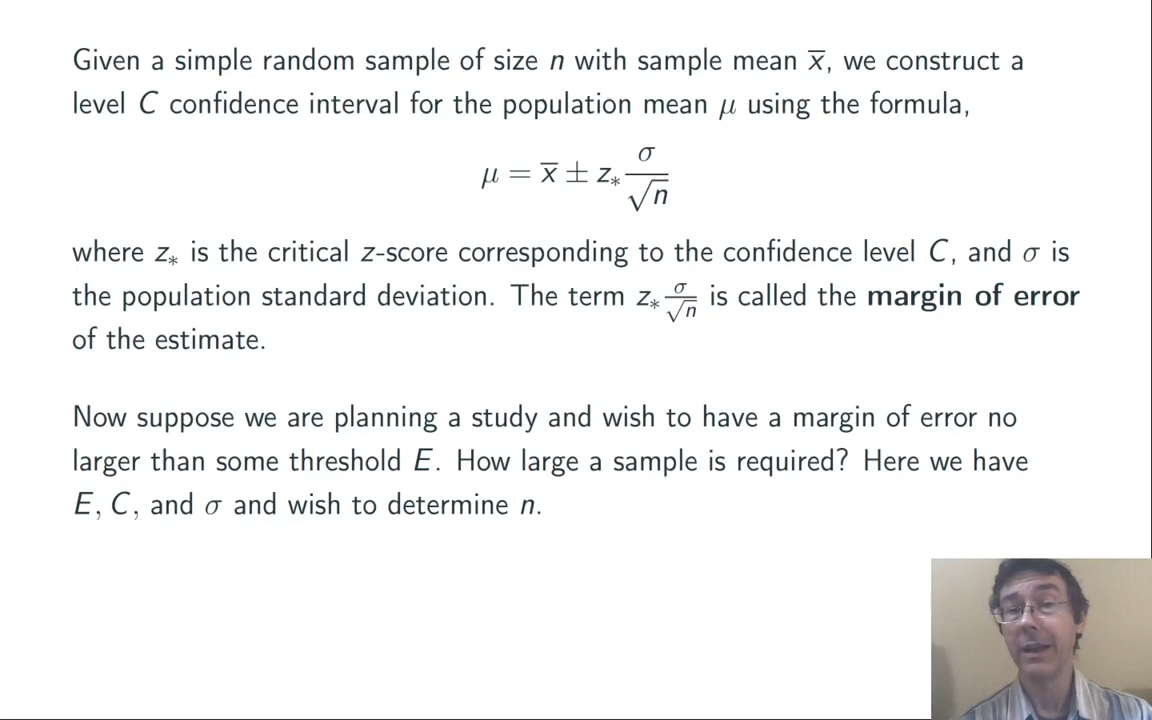 Given a simple random sample of size n with sample mean x̅, we construct a
level C confidence interval for the population mean μ using the formula,
μ = x̅ ± z∗ σ/√n
where z∗ is the critical z-score corresponding to the confidence level C, and σ is
the population standard deviation. The term z∗ σ/√n is called the margin of error
of the estimate.
Now suppose we are planning a study and wish to have a margin of error no
larger than some threshold E. How large a sample is required? Here we have
E, C, and σ and wish to determine n.